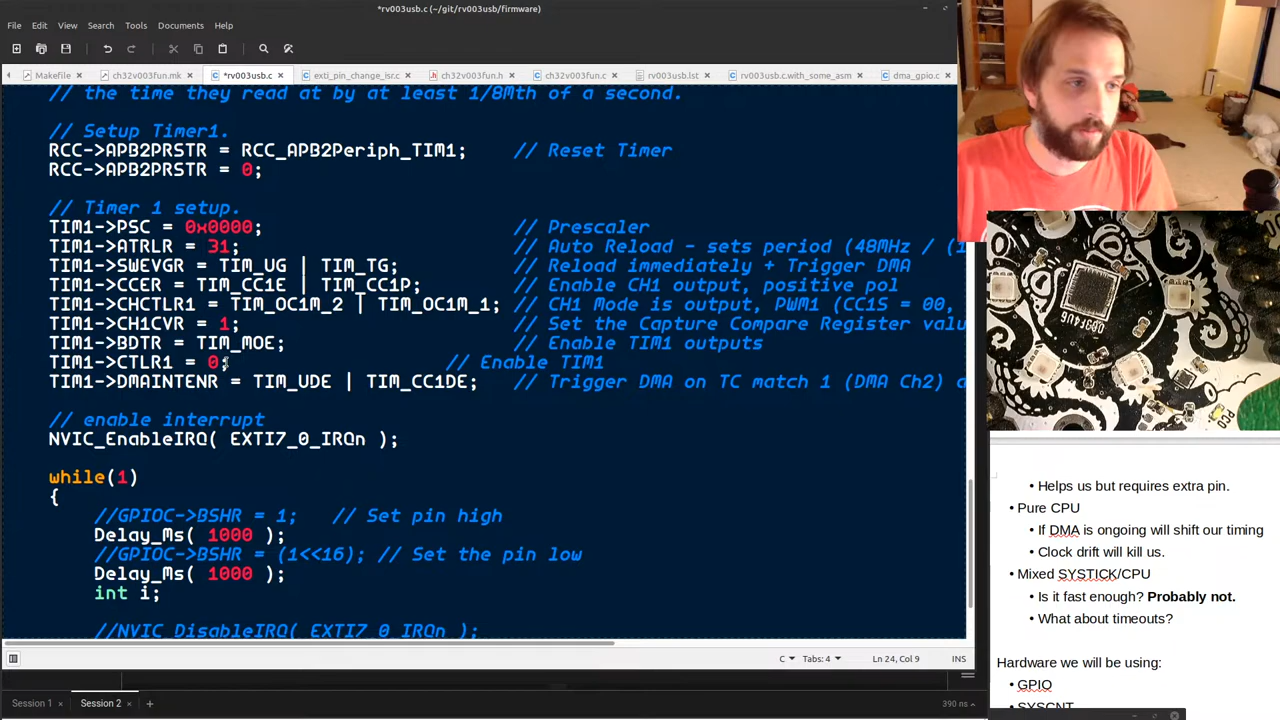 *rv003usb.c (~/git/rv003usb/firmware)
File Edit View Search Tools Documents Help
Makefile × ch32v003fun.mk × *rv003usb.c × exti_pin_change_isr.c × ch32v003fun.h × ch32v003fun.c × rv003usb.lst × rv003usb.c.with_some_asm × dma_gpio.c ×
// the time they read at by at least 1/8Mth of a second.
// Setup Timer1.
RCC->APB2PRSTR = RCC_APB2Periph_TIM1; // Reset Timer
RCC->APB2PRSTR = 0;
// Timer 1 setup.
TIM1->PSC = 0x0000; // Prescaler
TIM1->ATRLR = 31; // Auto Reload - sets period (48MHz / (1
TIM1->SWEVGR = TIM_UG | TIM_TG; // Reload immediately + Trigger DMA
TIM1->CCER = TIM_CC1E | TIM_CC1P; // Enable CH1 output, positive pol
TIM1->CHCTLR1 = TIM_OC1M_2 | TIM_OC1M_1; // CH1 Mode is output, PWM1 (CC1S = 00,
TIM1->CH1CVR = 1; // Set the Capture Compare Register valu
TIM1->BDTR = TIM_MOE; // Enable TIM1 outputs
TIM1->CTLR1 = 0; // Enable TIM1
TIM1->DMAINTENR = TIM_UDE | TIM_CC1DE; // Trigger DMA on TC match 1 (DMA Ch2) a
// enable interrupt
NVIC_EnableIRQ( EXTI7_0_IRQn );
while(1)
{
//GPIOC->BSHR = 1; // Set pin high
Delay_Ms( 1000 );
//GPIOC->BSHR = (1<<16); // Set the pin low
Delay_Ms( 1000 );
int i;
//NVIC_DisableIRQ( EXTI7_0_IRQn );
C Tabs: 4 Ln 24, Col 9 INS
Session 1 × Session 2 × + 390 ns
• Helps us but requires extra pin.
• Pure CPU
• If DMA is ongoing will shift our timing
• Clock drift will kill us.
• Mixed SYSTICK/CPU
• Is it fast enough? Probably not.
• What about timeouts?
Hardware we will be using:
• GPIO
• SYSCNT